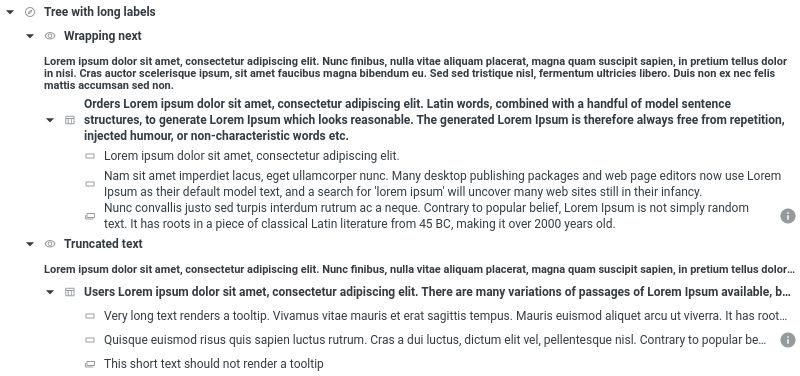 Tree with long labels
Wrapping next
Lorem ipsum dolor sit amet, consectetur adipiscing elit. Nunc finibus, nulla vitae aliquam placerat, magna quam suscipit sapien, in pretium tellus dolor
in nisi. Cras auctor scelerisque ipsum, sit amet faucibus magna bibendum eu. Sed sed tristique nisl, fermentum ultricies libero. Duis non ex nec felis
mattis accumsan sed non.
Orders Lorem ipsum dolor sit amet, consectetur adipiscing elit. Latin words, combined with a handful of model sentence
structures, to generate Lorem Ipsum which looks reasonable. The generated Lorem Ipsum is therefore always free from repetition,
injected humour, or non-characteristic words etc.
Lorem ipsum dolor sit amet, consectetur adipiscing elit.
Nam sit amet imperdiet lacus, eget ullamcorper nunc. Many desktop publishing packages and web page editors now use Lorem
Ipsum as their default model text, and a search for 'lorem ipsum' will uncover many web sites still in their infancy.
Nunc convallis justo sed turpis interdum rutrum ac a neque. Contrary to popular belief, Lorem Ipsum is not simply random
text. It has roots in a piece of classical Latin literature from 45 BC, making it over 2000 years old.
Truncated text
Lorem ipsum dolor sit amet, consectetur adipiscing elit. Nunc finibus, nulla vitae aliquam placerat, magna quam suscipit sapien, in pretium tellus dolor...
Users Lorem ipsum dolor sit amet, consectetur adipiscing elit. There are many variations of passages of Lorem Ipsum available, b...
Very long text renders a tooltip. Vivamus vitae mauris et erat sagittis tempus. Mauris euismod aliquet arcu ut viverra. It has root...
Quisque euismod risus quis sapien luctus rutrum. Cras a dui luctus, dictum elit vel, pellentesque nisl. Contrary to popular be...
This short text should not render a tooltip